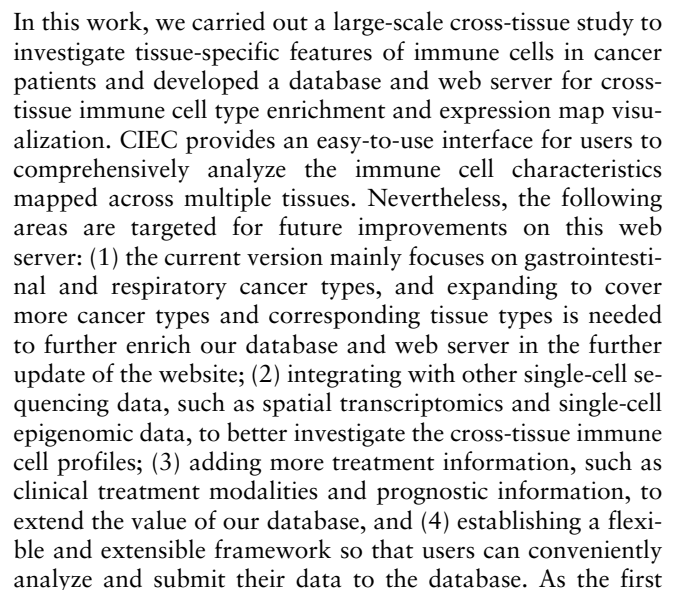 In this work, we carried out a large-scale cross-tissue study to
investigate tissue-specific features of immune cells in cancer
patients and developed a database and web server for cross-
tissue immune cell type enrichment and expression map visu-
alization. CIEC provides an easy-to-use interface for users to
comprehensively analyze the immune cell characteristics
mapped across multiple tissues. Nevertheless, the following
areas are targeted for future improvements on this web
server: (1) the current version mainly focuses on gastrointesti-
nal and respiratory cancer types, and expanding to cover
more cancer types and corresponding tissue types is needed
to further enrich our database and web server in the further
update of the website; (2) integrating with other single-cell se-
quencing data, such as spatial transcriptomics and single-cell
epigenomic data, to better investigate the cross-tissue immune
cell profiles; (3) adding more treatment information, such as
clinical treatment modalities and prognostic information, to
extend the value of our database, and (4) establishing a flexi-
ble and extensible framework so that users can conveniently
analyze and submit their data to the database. As the first